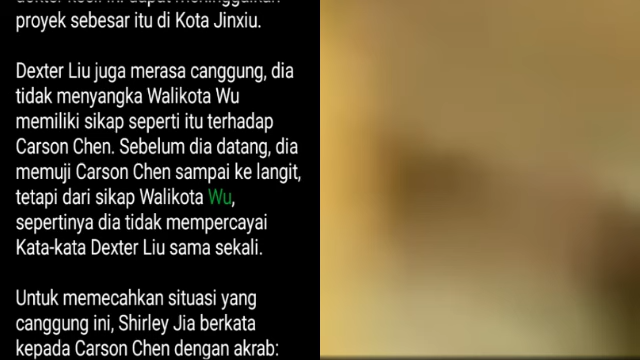 proyek sebesar itu di Kota Jinxiu.
Dexter Liu juga merasa canggung, dia
tidak menyangka Walikota Wu
memiliki sikap seperti itu terhadap
Carson Chen. Sebelum dia datang, dia
memuji Carson Chen sampai ke langit,
tetapi dari sikap Walikota Wu,
sepertinya dia tidak mempercayai
Kata-kata Dexter Liu sama sekali.
Untuk memecahkan situasi yang
canggung ini, Shirley Jia berkata
kepada Carson Chen dengan akrab: